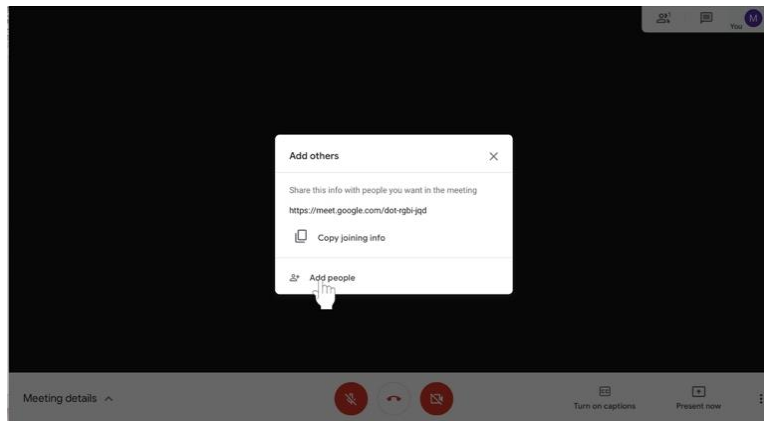 You
M
Add others
Share this info with people you want in the meeting
https://meet.google.com/dot-rgbi-jqd
Copy joining info
Add people
Meeting details
Turn on captions
Present now